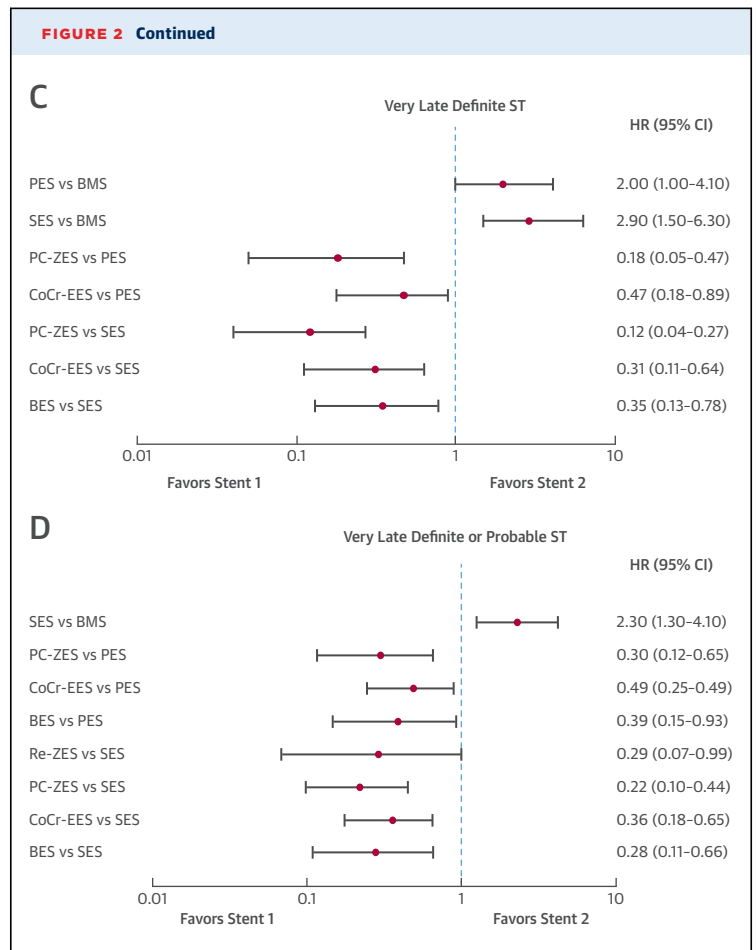 FIGURE 2 Continued
C
Very Late Definite ST
HR (95% CI)
PES vs BMS 2.00 (1.00-4.10)
SES vs BMS 2.90 (1.50-6.30)
PC-ZES vs PES 0.18 (0.05-0.47)
CoCr-EES vs PES 0.47 (0.18-0.89)
PC-ZES vs SES 0.12 (0.04-0.27)
CoCr-EES vs SES 0.31 (0.11-0.64)
BES vs SES 0.35 (0.13-0.78)
0.01 0.1 1 10
Favors Stent 1 Favors Stent 2
D
Very Late Definite or Probable ST
HR (95% CI)
SES vs BMS 2.30 (1.30-4.10)
PC-ZES vs PES 0.30 (0.12-0.65)
CoCr-EES vs PES 0.49 (0.25-0.49)
BES vs PES 0.39 (0.15-0.93)
Re-ZES vs SES 0.29 (0.07-0.99)
PC-ZES vs SES 0.22 (0.10-0.44)
CoCr-EES vs SES 0.36 (0.18-0.65)
BES vs SES 0.28 (0.11-0.66)
0.01 0.1 1 10
Favors Stent 1 Favors Stent 2